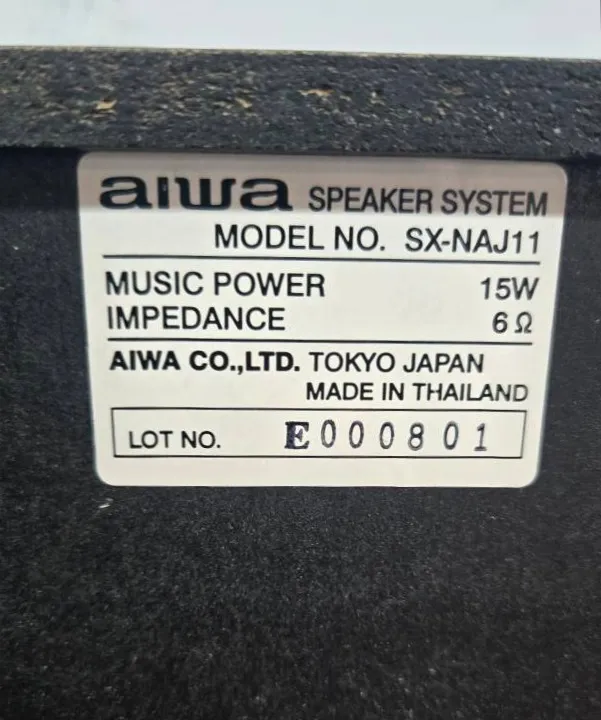 aiwa SPEAKER SYSTEM
MODEL NO. SX-NAJ11
MUSIC POWER 15W
IMPEDANCE 6Ω
AIWA CO.,LTD. TOKYO JAPAN
MADE IN THAILAND
LOT NO. E000801